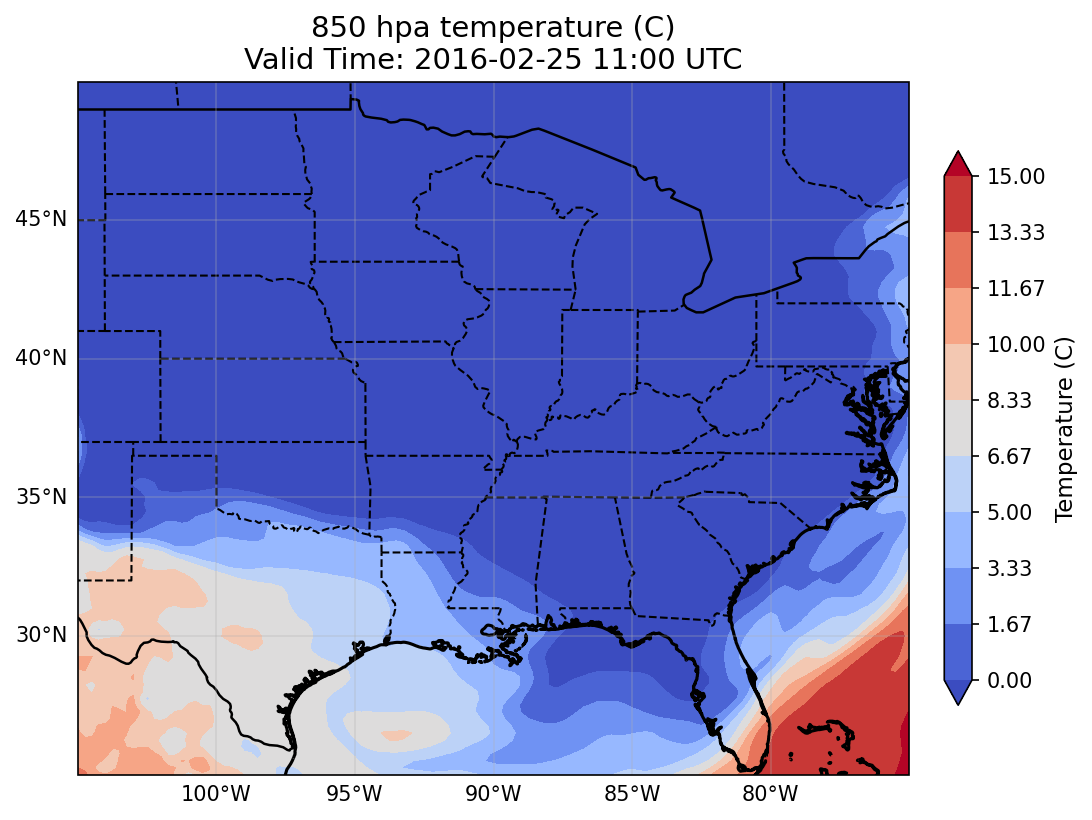 850 hpa temperature (C)
Valid Time: 2016-02-25 11:00 UTC
45°N
40°N
35°N
30°N
100°W
95°W
90°W
85°W
80°W
15.00
13.33
11.67
10.00
8.33
6.67
5.00
3.33
1.67
0.00
Temperature (C)